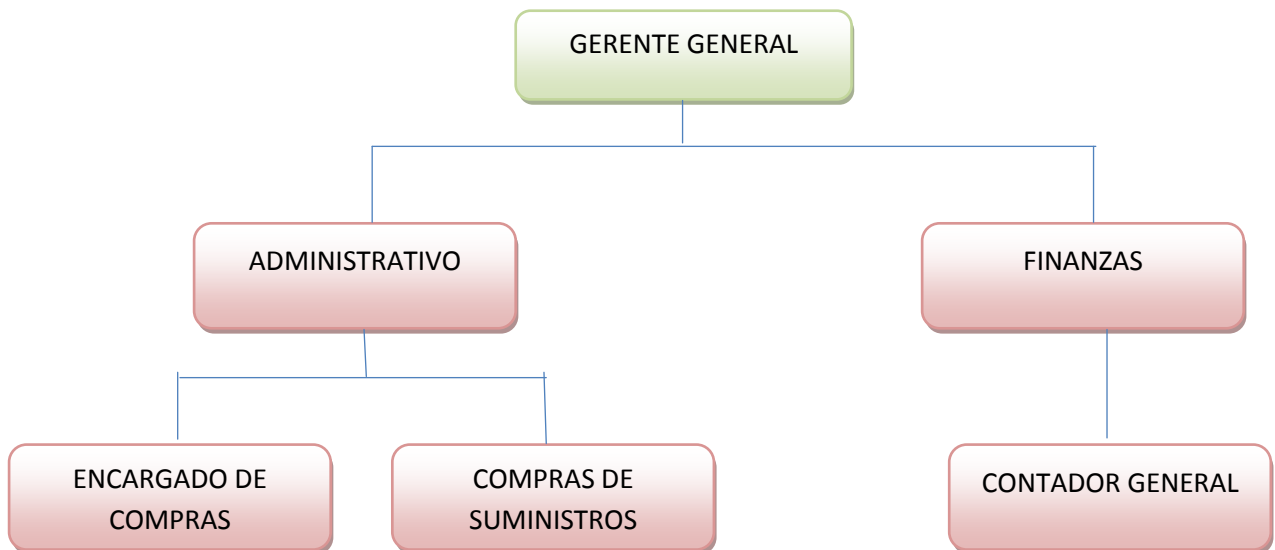 GERENTE GENERAL
ADMINISTRATIVO
FINANZAS
ENCARGADO DE
COMPRAS
COMPRAS DE
SUMINISTROS
CONTADOR GENERAL